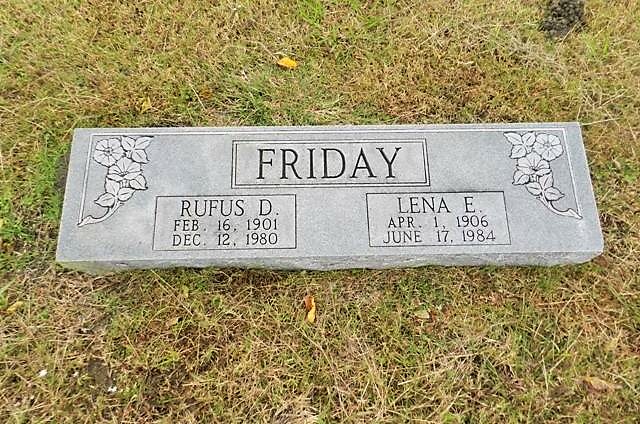 FRIDAY
RUFUS D.
FEB. 16, 1901
DEC. 12, 1980
LENA E.
APR. 1, 1906
JUNE 17, 1984